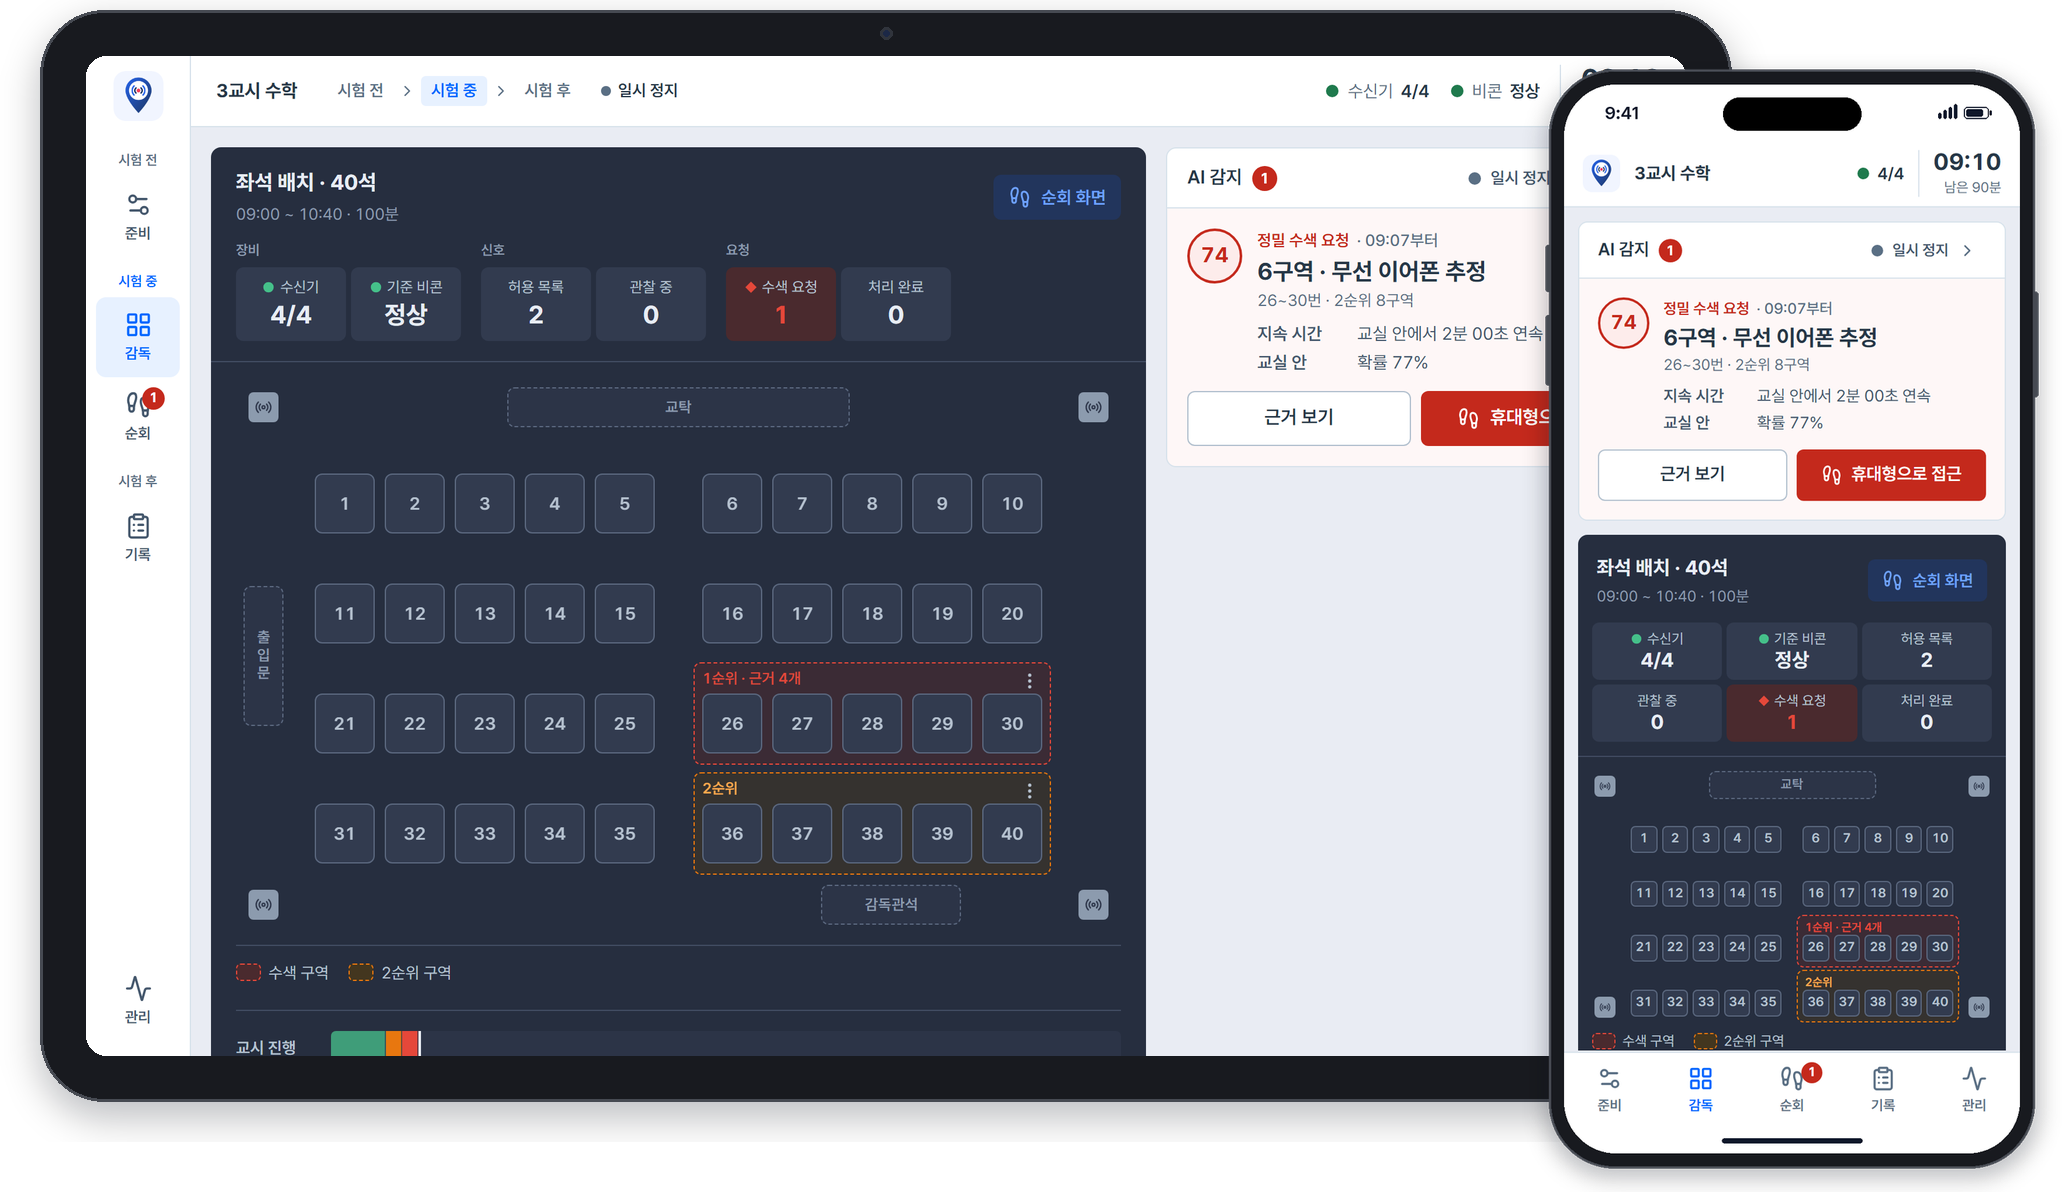 3교시 수학
시험 전
시험 중
시험 후
일시 정지
수신기 4/4
비콘 정상
시험 전
준비
시험 중
감독
순회
1
시험 후
기록
관리
좌석 배치 · 40석
09:00 ~ 10:40 · 100분
순회 화면
장비
신호
요청
수신기
4/4
기준 비콘
정상
허용 목록
2
관찰 중
0
수색 요청
1
처리 완료
0
교탁
1 2 3 4 5 6 7 8 9 10
11 12 13 14 15 16 17 18 19 20
출입문
1순위 · 근거 4개
21 22 23 24 25 26 27 28 29 30
2순위
31 32 33 34 35 36 37 38 39 40
감독관석
수색 구역
2순위 구역
교시 진행
AI 감지 1
일시 정지
74
정밀 수색 요청 · 09:07부터
6구역 · 무선 이어폰 추정
26~30번 · 2순위 8구역
지속 시간 교실 안에서 2분 00초 연속
교실 안 확률 77%
근거 보기
휴대형으
9:41
3교시 수학
4/4
09:10
남은 90분
AI 감지 1
일시 정지
74
정밀 수색 요청 · 09:07부터
6구역 · 무선 이어폰 추정
26~30번 · 2순위 8구역
지속 시간 교실 안에서 2분 00초 연속
교실 안 확률 77%
근거 보기
휴대형으로 접근
좌석 배치 · 40석
09:00 ~ 10:40 · 100분
순회 화면
수신기
4/4
기준 비콘
정상
허용 목록
2
관찰 중
0
수색 요청
1
처리 완료
0
교탁
1 2 3 4 5 6 7 8 9 10
11 12 13 14 15 16 17 18 19 20
1순위 · 근거 4개
21 22 23 24 25 26 27 28 29 30
2순위
31 32 33 34 35 36 37 38 39 40
수색 구역
2순위 구역
준비
감독
순회
1
기록
관리